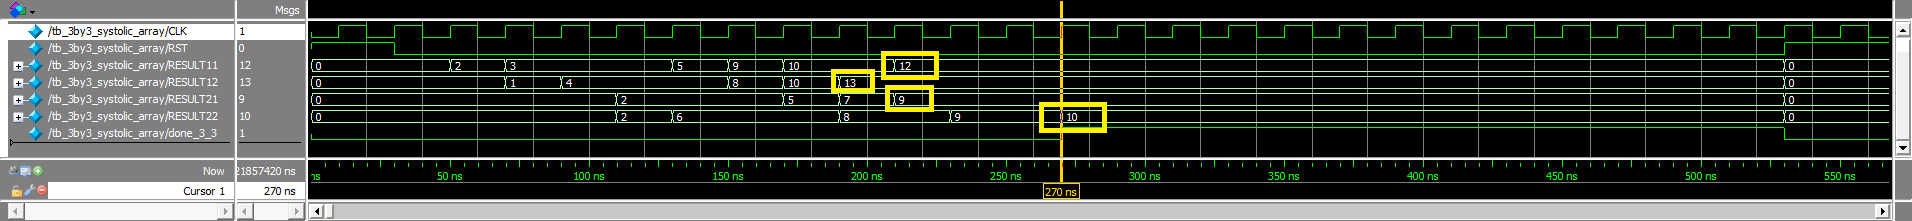 Msgs
/tb_3by3_systolic_array/CLK 1
/tb_3by3_systolic_array/RST 0
/tb_3by3_systolic_array/RESULT11 12 0 2 3 5 9 10 12 0
/tb_3by3_systolic_array/RESULT12 13 0 1 4 8 10 13 0
/tb_3by3_systolic_array/RESULT21 9 0 2 5 7 9 0
/tb_3by3_systolic_array/RESULT22 10 0 2 6 8 9 10 0
/tb_3by3_systolic_array/done_3_3 1
Now 21857420 ns ns 50 ns 100 ns 150 ns 200 ns 250 ns 300 ns 350 ns 400 ns 450 ns 500 ns 550 ns
Cursor 1 270 ns 270 ns